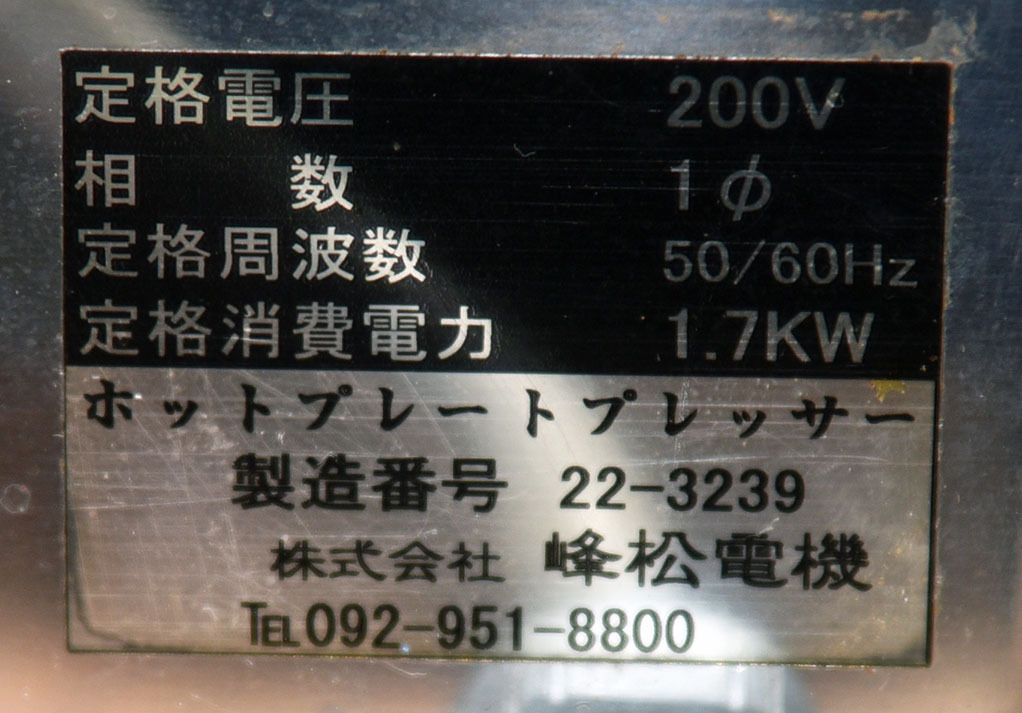 定格電圧 200V
相数 1φ
定格周波数 50/60Hz
定格消費電力 1.7KW
ホットプレートプレッサー
製造番号 22-3239
株式会社 峰松電機
TEL092-951-8800